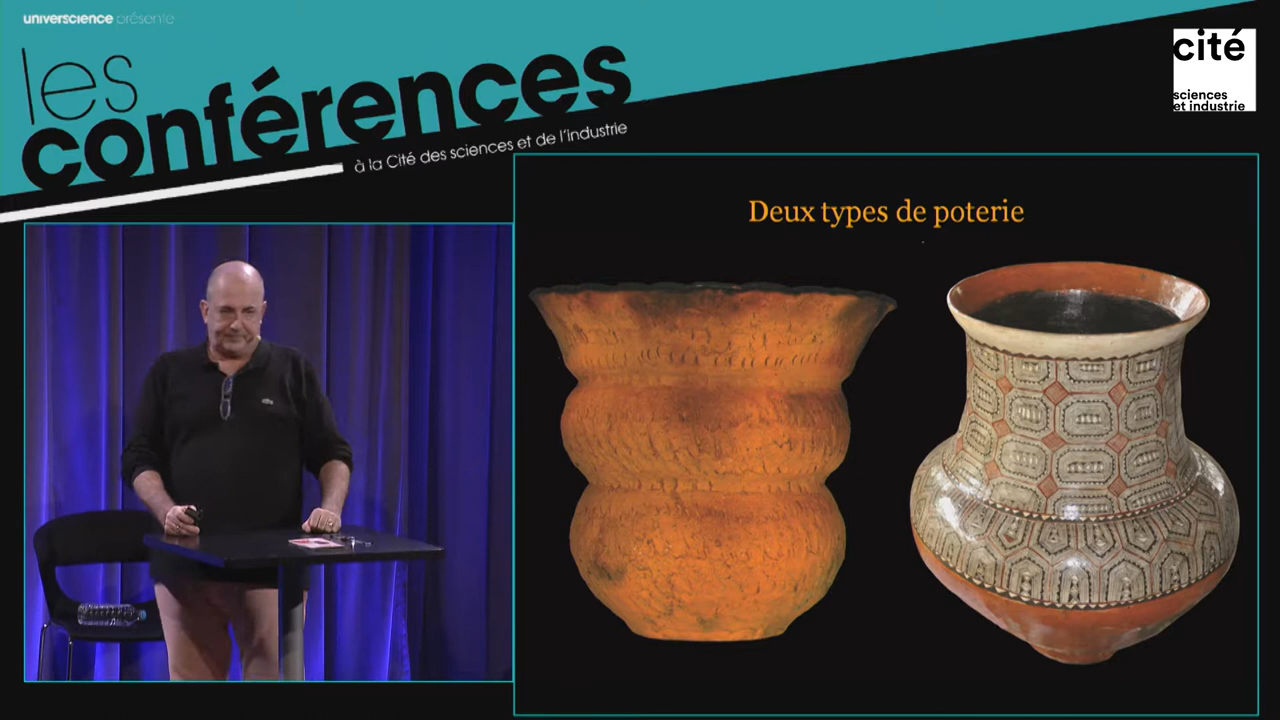 universcience présente
les
conférences
à la Cité des sciences et de l'industrie
cité
sciences
et industrie
Deux types de poterie